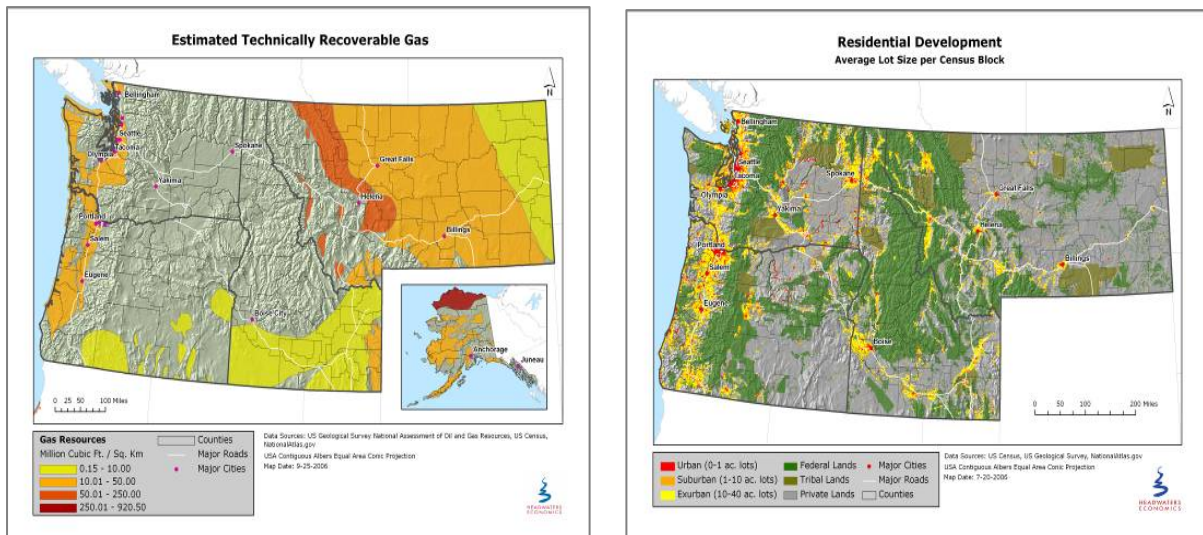 Estimated Technically Recoverable Gas
N
Bellingham
Seattle
Tacoma
Olympia
Spokane
Yakima
Great Falls
Helena
Portland
Salem
Billings
Eugene
Boise City
Anchorage
Juneau
0 25 50 100 Miles
Gas Resources
Million Cubic Ft. / Sq. Km
0.15 - 10.00
10.01 - 50.00
50.01 - 250.00
250.01 - 920.50
Counties
Major Roads
Major Cities
Data Sources: US Geological Survey National Assessment of Oil and Gas Resources, US Census,
NationalAtlas.gov
USA Contiguous Albers Equal Area Conic Projection
Map Date: 9-25-2006
HEADWATERS
ECONOMICS
Residential Development
Average Lot Size per Census Block
N
Bellingham
Seattle
Tacoma
Olympia
Spokane
Yakima
Great Falls
Helena
Portland
Salem
Billings
Eugene
Boise
0 50 100 200 Miles
Urban (0-1 ac. lots)
Suburban (1-10 ac. lots)
Exurban (10-40 ac. lots)
Federal Lands
Tribal Lands
Private Lands
Major Cities
Major Roads
Counties
Data Sources: US Census, US Geological Survey, NationalAtlas.gov
USA Contiguous Albers Equal Area Conic Projection
Map Date: 7-20-2006
HEADWATERS
ECONOMICS